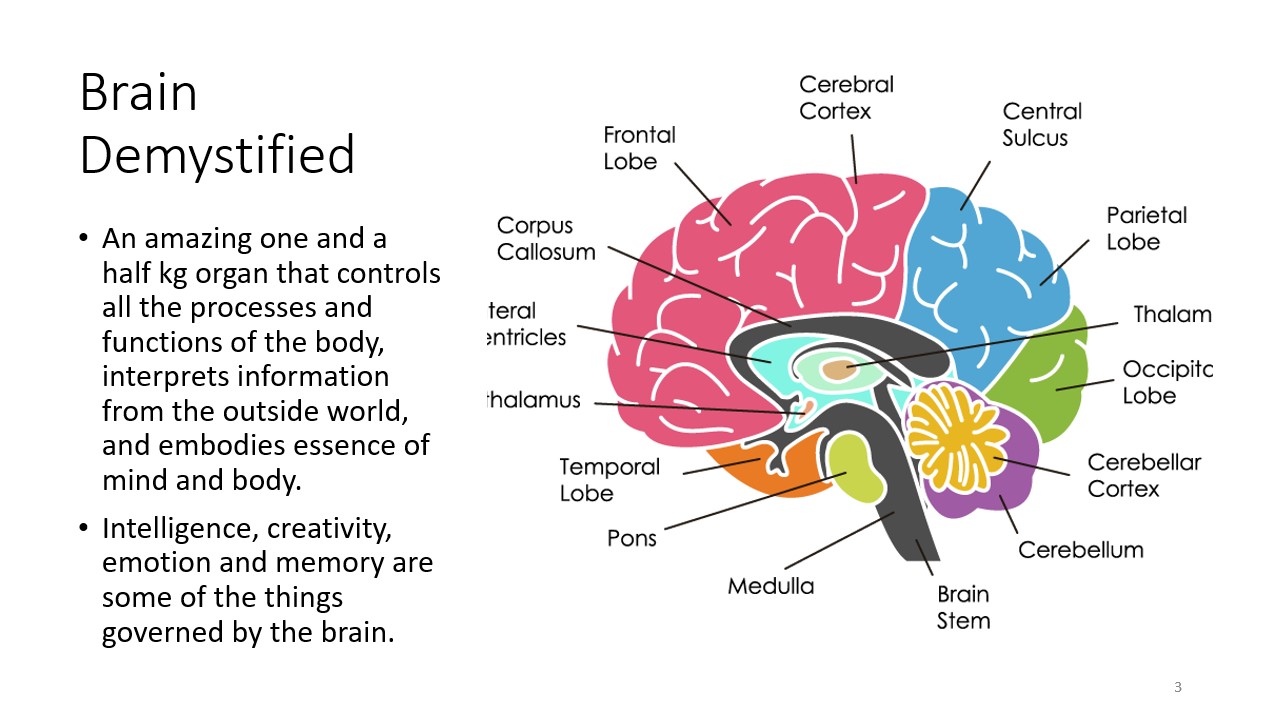 Brain
Demystified
• An amazing one and a
half kg organ that controls
all the processes and
functions of the body,
interprets information
from the outside world,
and embodies essence of
mind and body.
• Intelligence, creativity,
emotion and memory are
some of the things
governed by the brain.
Cerebral
Cortex
Central
Sulcus
Frontal
Lobe
Parietal
Lobe
Corpus
Callosum
teral
entricles
Thalam
Occipito
Lobe
thalamus
Temporal
Lobe
Cerebellar
Cortex
Pons
Cerebellum
Medulla
Brain
Stem
3